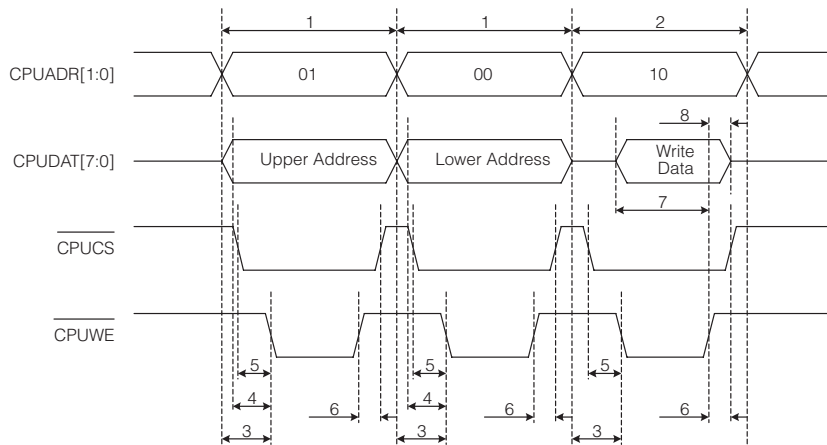 1 1 2
CPUADR[1:0] 01 00 10
8
CPUDAT[7:0] Upper Address Lower Address Write
Data
7
CPUCS
CPUWE
5 5 5
4 6 4 6 6
3 3 3